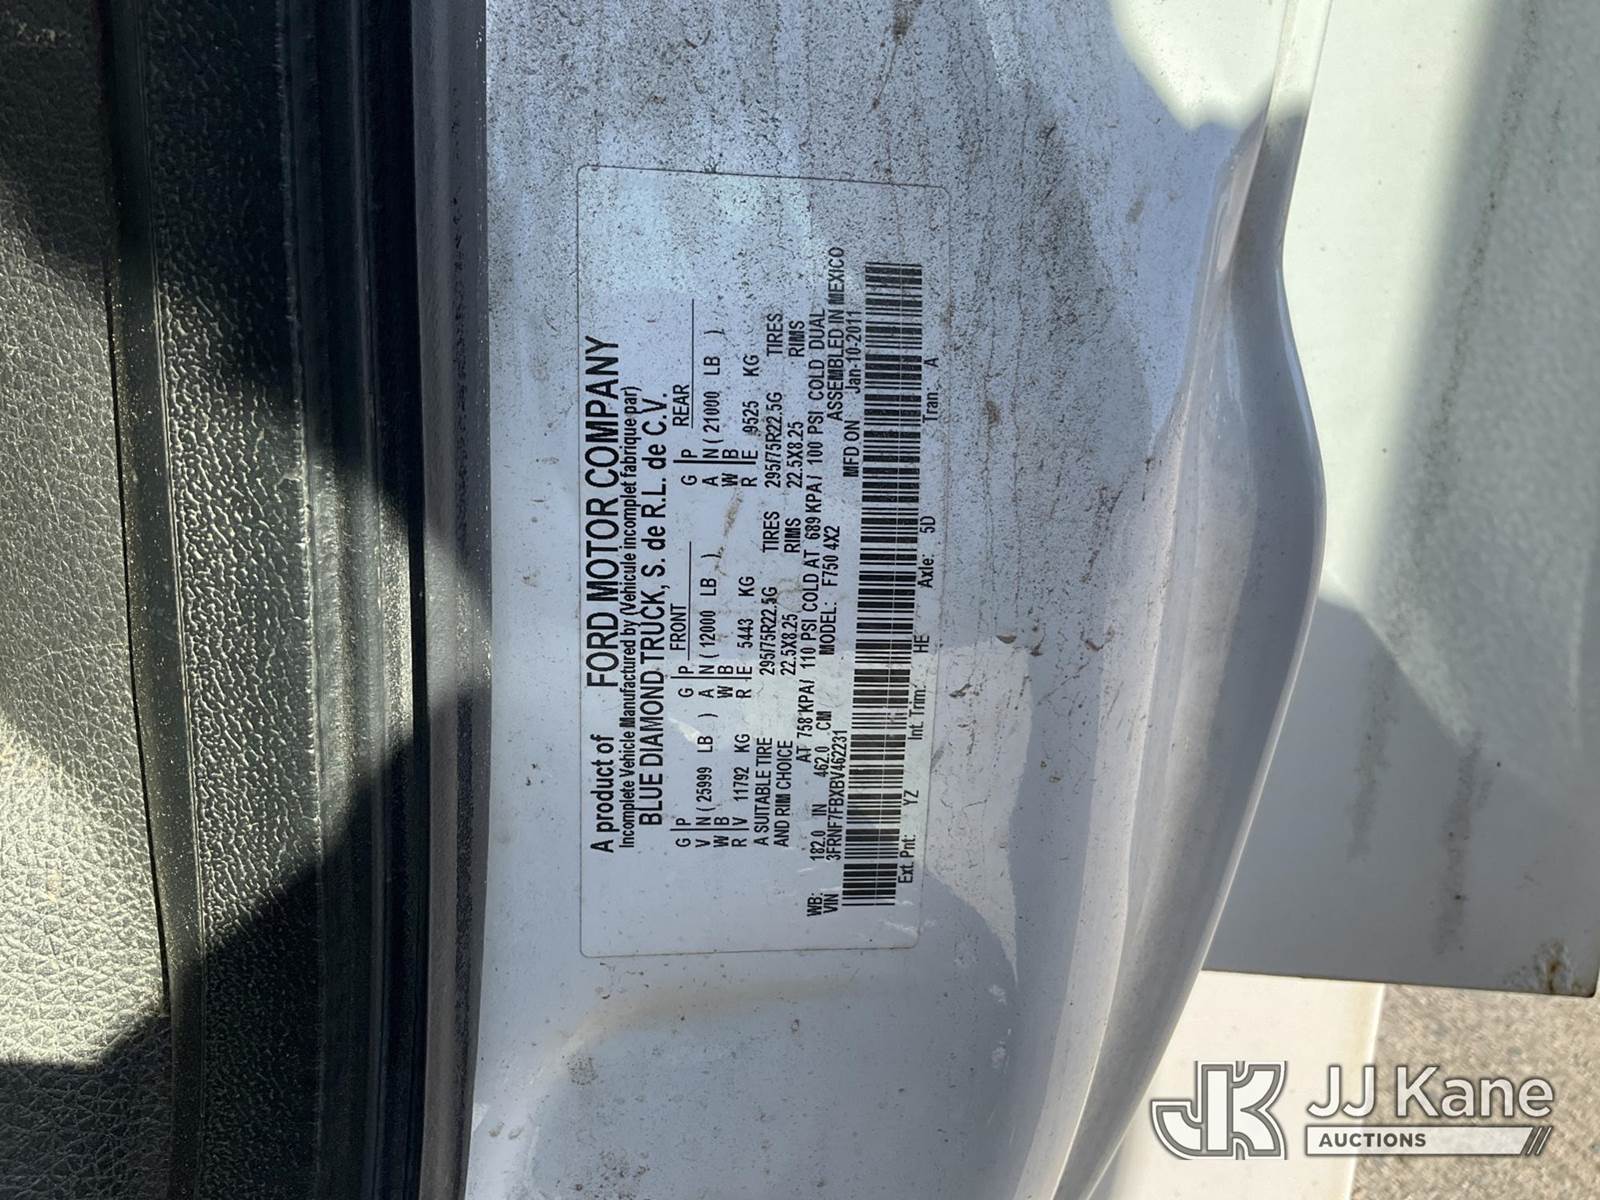 A product of FORD MOTOR COMPANY
Incomplete Vehicle Manufactured by (Vehicule incomplet fabrique par)
BLUE DIAMOND TRUCK, S. de R.L. de C.V.
G|P G|P FRONT G|P REAR
V N ( 25999 LB ) A N ( 12000 LB ) A N ( 21000 LB )
W B W B W B
R V 11792 KG R E 5443 KG R E 9525 KG
A SUITABLE TIRE 295/75R22.5G TIRES 295/75R22.5G TIRES
AND RIM CHOICE 22.5X8.25 RIMS 22.5X8.25 RIMS
AT 758 KPA/ 110 PSI COLD AT 689 KPA/ 100 PSI COLD DUAL
WB: 182.0 IN 462.0 CM MODEL: F750 4X2 ASSEMBLED IN MEXICO
VIN 3FRNF7FBXBV462231 MFD ON Jan-10-2011
Ext. Pnt: YZ Int. Trm: HE Axle: 5D Tran: A
JK JJ Kane
AUCTIONS